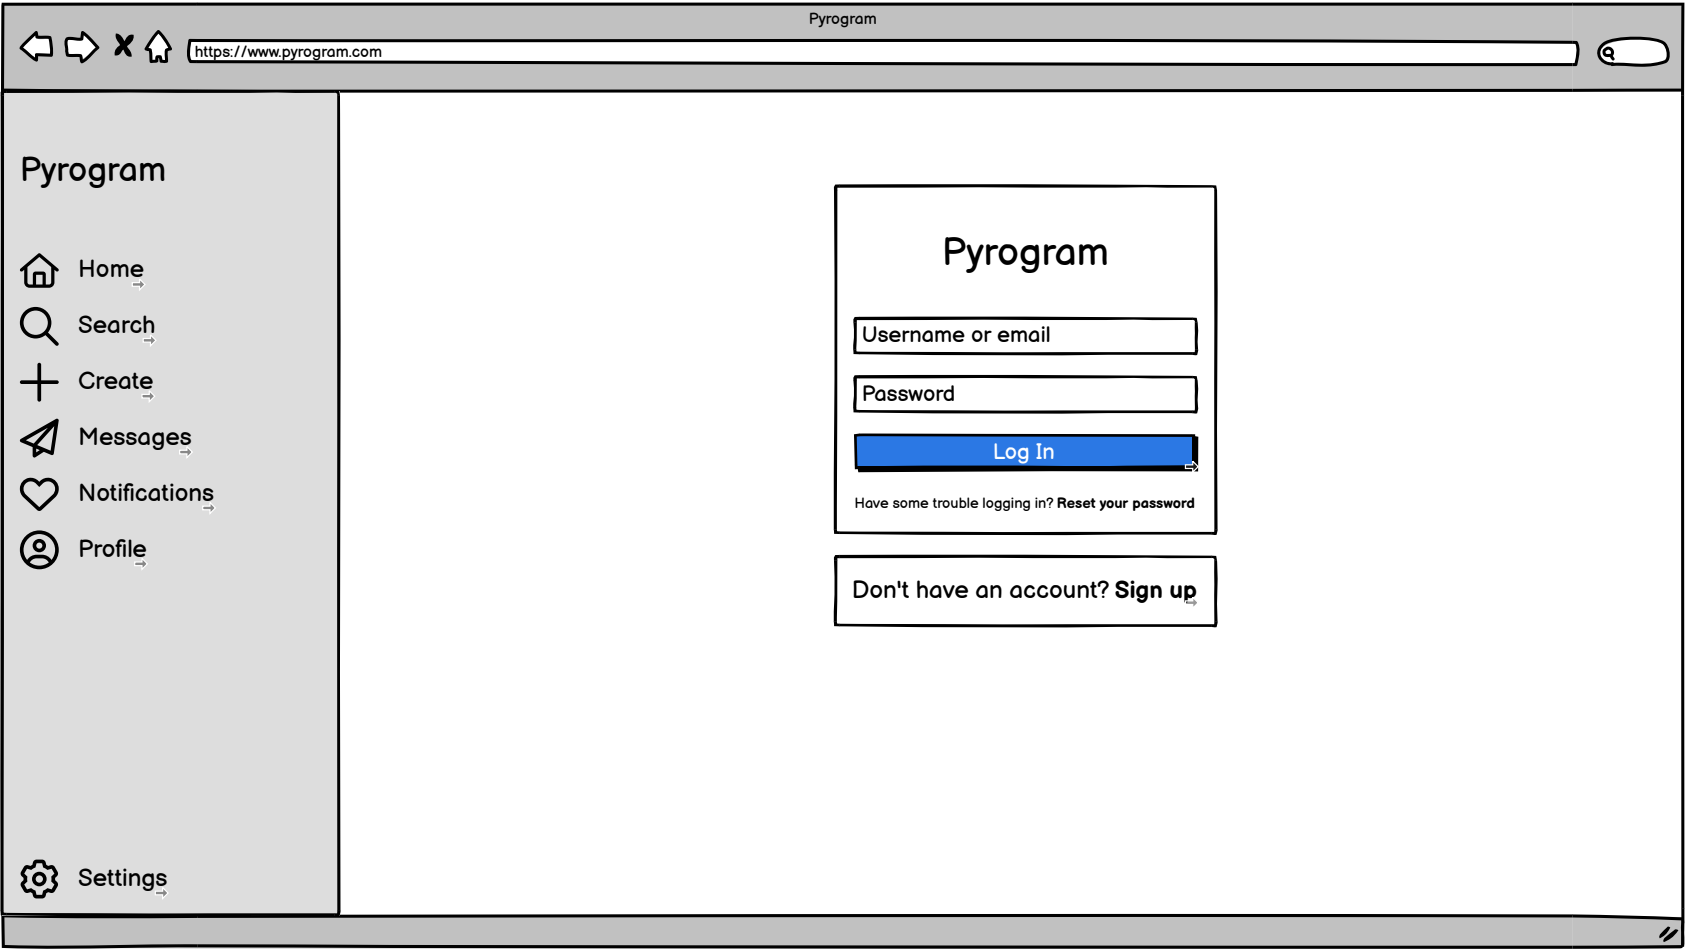 Pyrogram
https://www.pyrogram.com
Pyrogram
Home
Search
Create
Messages
Notifications
Profile
Settings
Pyrogram
Username or email
Password
Log In
Have some trouble logging in? Reset your password
Don't have an account? Sign up